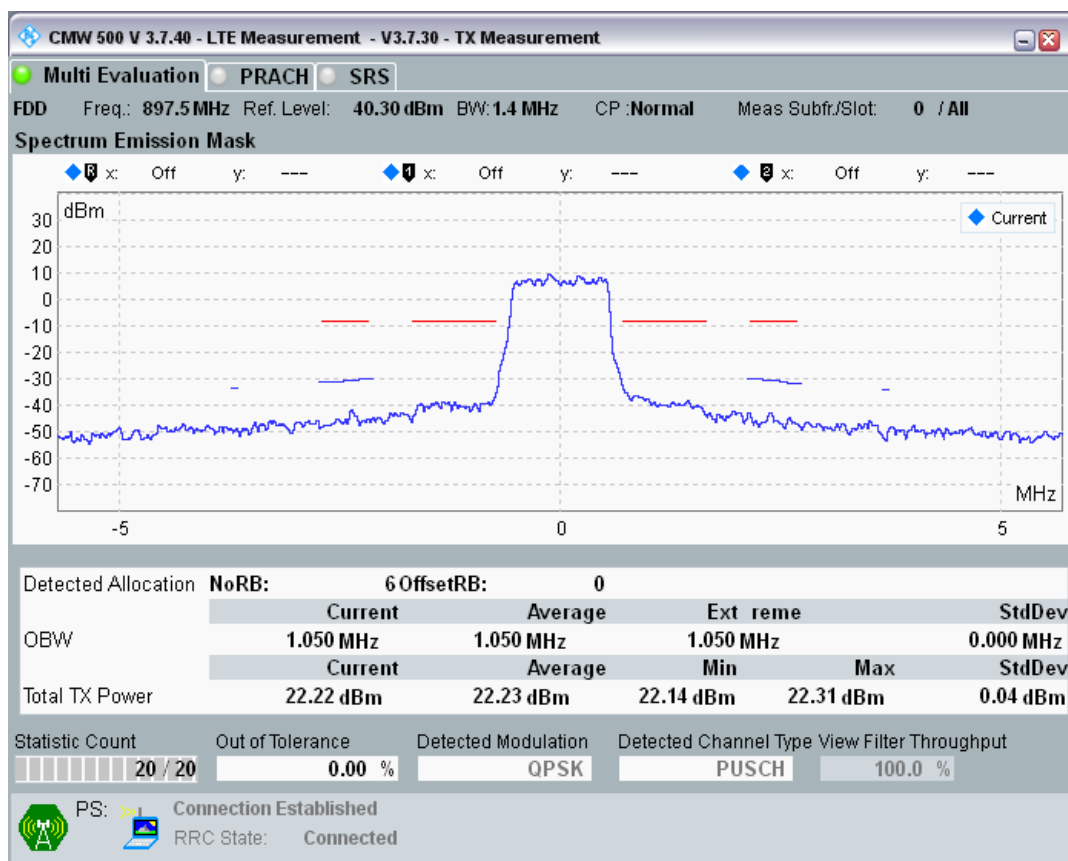 CMW 500 V 3.7.40 - LTE Measurement - V3.7.30 - TX Measurement
Multi Evaluation PRACH SRS
FDD Freq.: 897.5 MHz Ref. Level: 40.30 dBm BW: 1.4 MHz CP :Normal Meas Subfr./Slot: 0 / All
Spectrum Emission Mask
R x: Off y: --- 1 x: Off y: --- 2 x: Off y: ---
dBm
Current
30
20
10
0
-10
-20
-30
-40
-50
-60
-70
MHz
-5 0 5
Detected Allocation NoRB: 6 OffsetRB: 0
Current Average Ext reme StdDev
OBW 1.050 MHz 1.050 MHz 1.050 MHz 0.000 MHz
Current Average Min Max StdDev
Total TX Power 22.22 dBm 22.23 dBm 22.14 dBm 22.31 dBm 0.04 dBm
Statistic Count Out of Tolerance Detected Modulation Detected Channel Type View Filter Throughput
20 / 20 0.00 % QPSK PUSCH 100.0 %
PS: Connection Established
RRC State: Connected